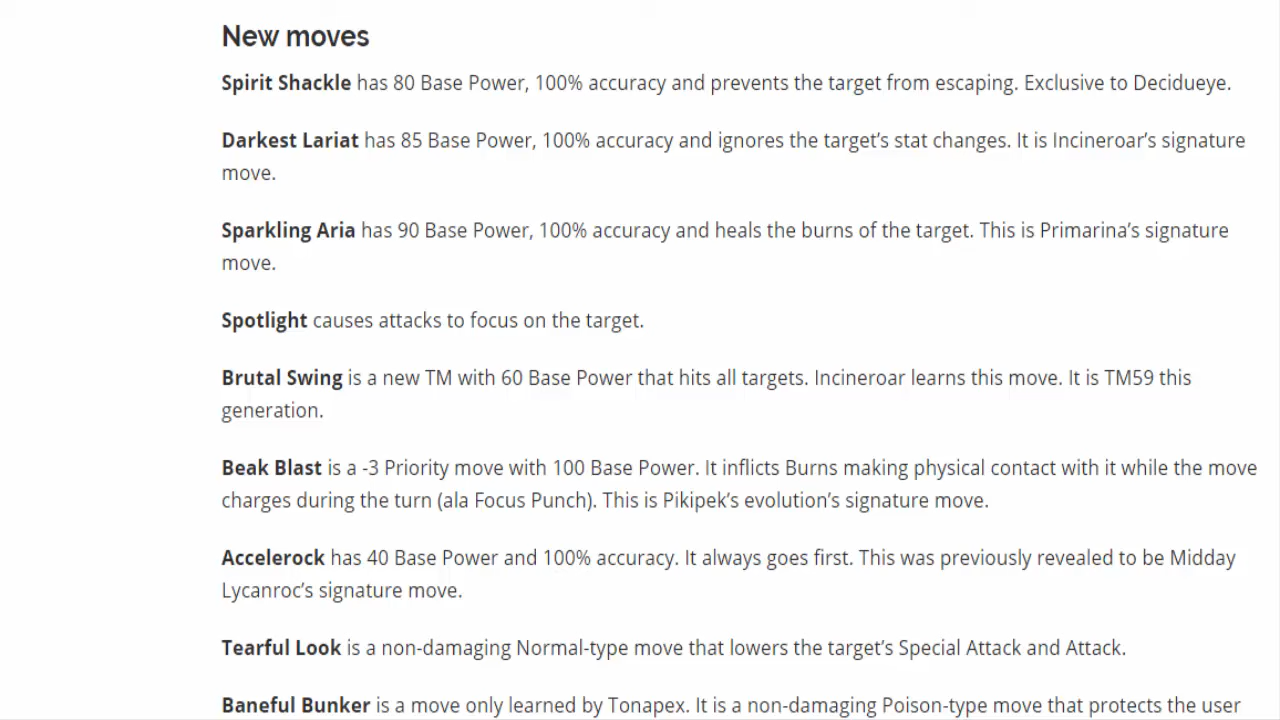 New moves
Spirit Shackle has 80 Base Power, 100% accuracy and prevents the target from escaping. Exclusive to Decidueye.
Darkest Lariat has 85 Base Power, 100% accuracy and ignores the target’s stat changes. It is Incineroar’s signature
move.
Sparkling Aria has 90 Base Power, 100% accuracy and heals the burns of the target. This is Primarina’s signature
move.
Spotlight causes attacks to focus on the target.
Brutal Swing is a new TM with 60 Base Power that hits all targets. Incineroar learns this move. It is TM59 this
generation.
Beak Blast is a -3 Priority move with 100 Base Power. It inflicts Burns making physical contact with it while the move
charges during the turn (ala Focus Punch). This is Pikipek’s evolution’s signature move.
Accelerock has 40 Base Power and 100% accuracy. It always goes first. This was previously revealed to be Midday
Lycanroc’s signature move.
Tearful Look is a non-damaging Normal-type move that lowers the target’s Special Attack and Attack.
Baneful Bunker is a move only learned by Tonapex. It is a non-damaging Poison-type move that protects the user